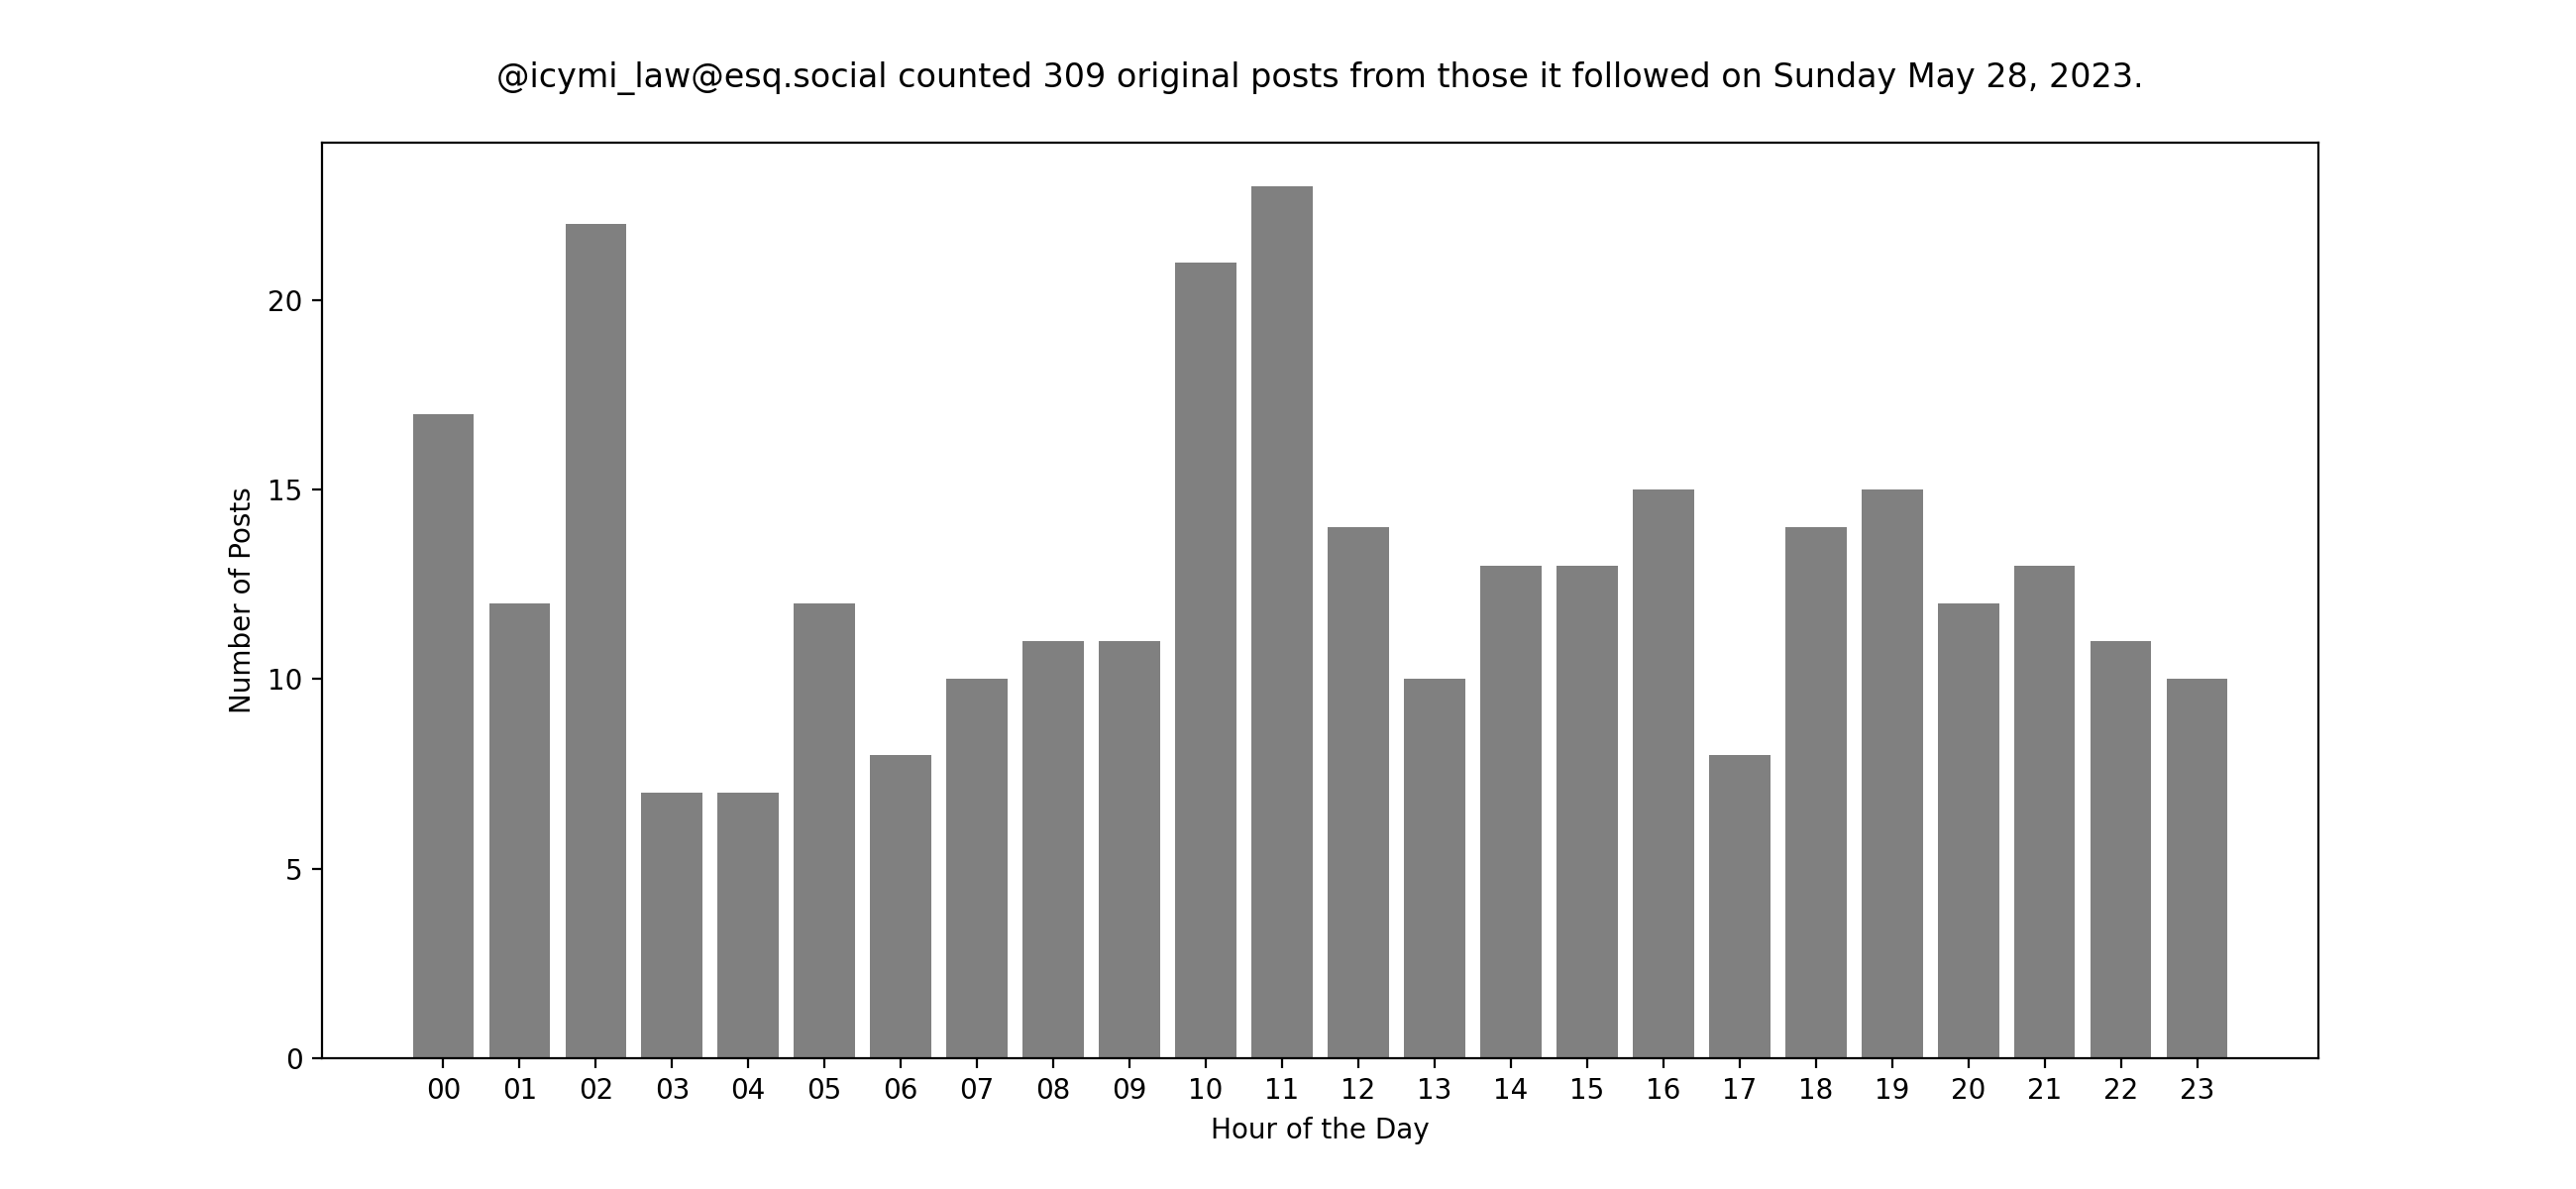 @icymi_law@esq.social counted 309 original posts from those it followed on Sunday May 28, 2023.
Number of Posts
20
15
10
5
0
00 01 02 03 04 05 06 07 08 09 10 11 12 13 14 15 16 17 18 19 20 21 22 23
Hour of the Day